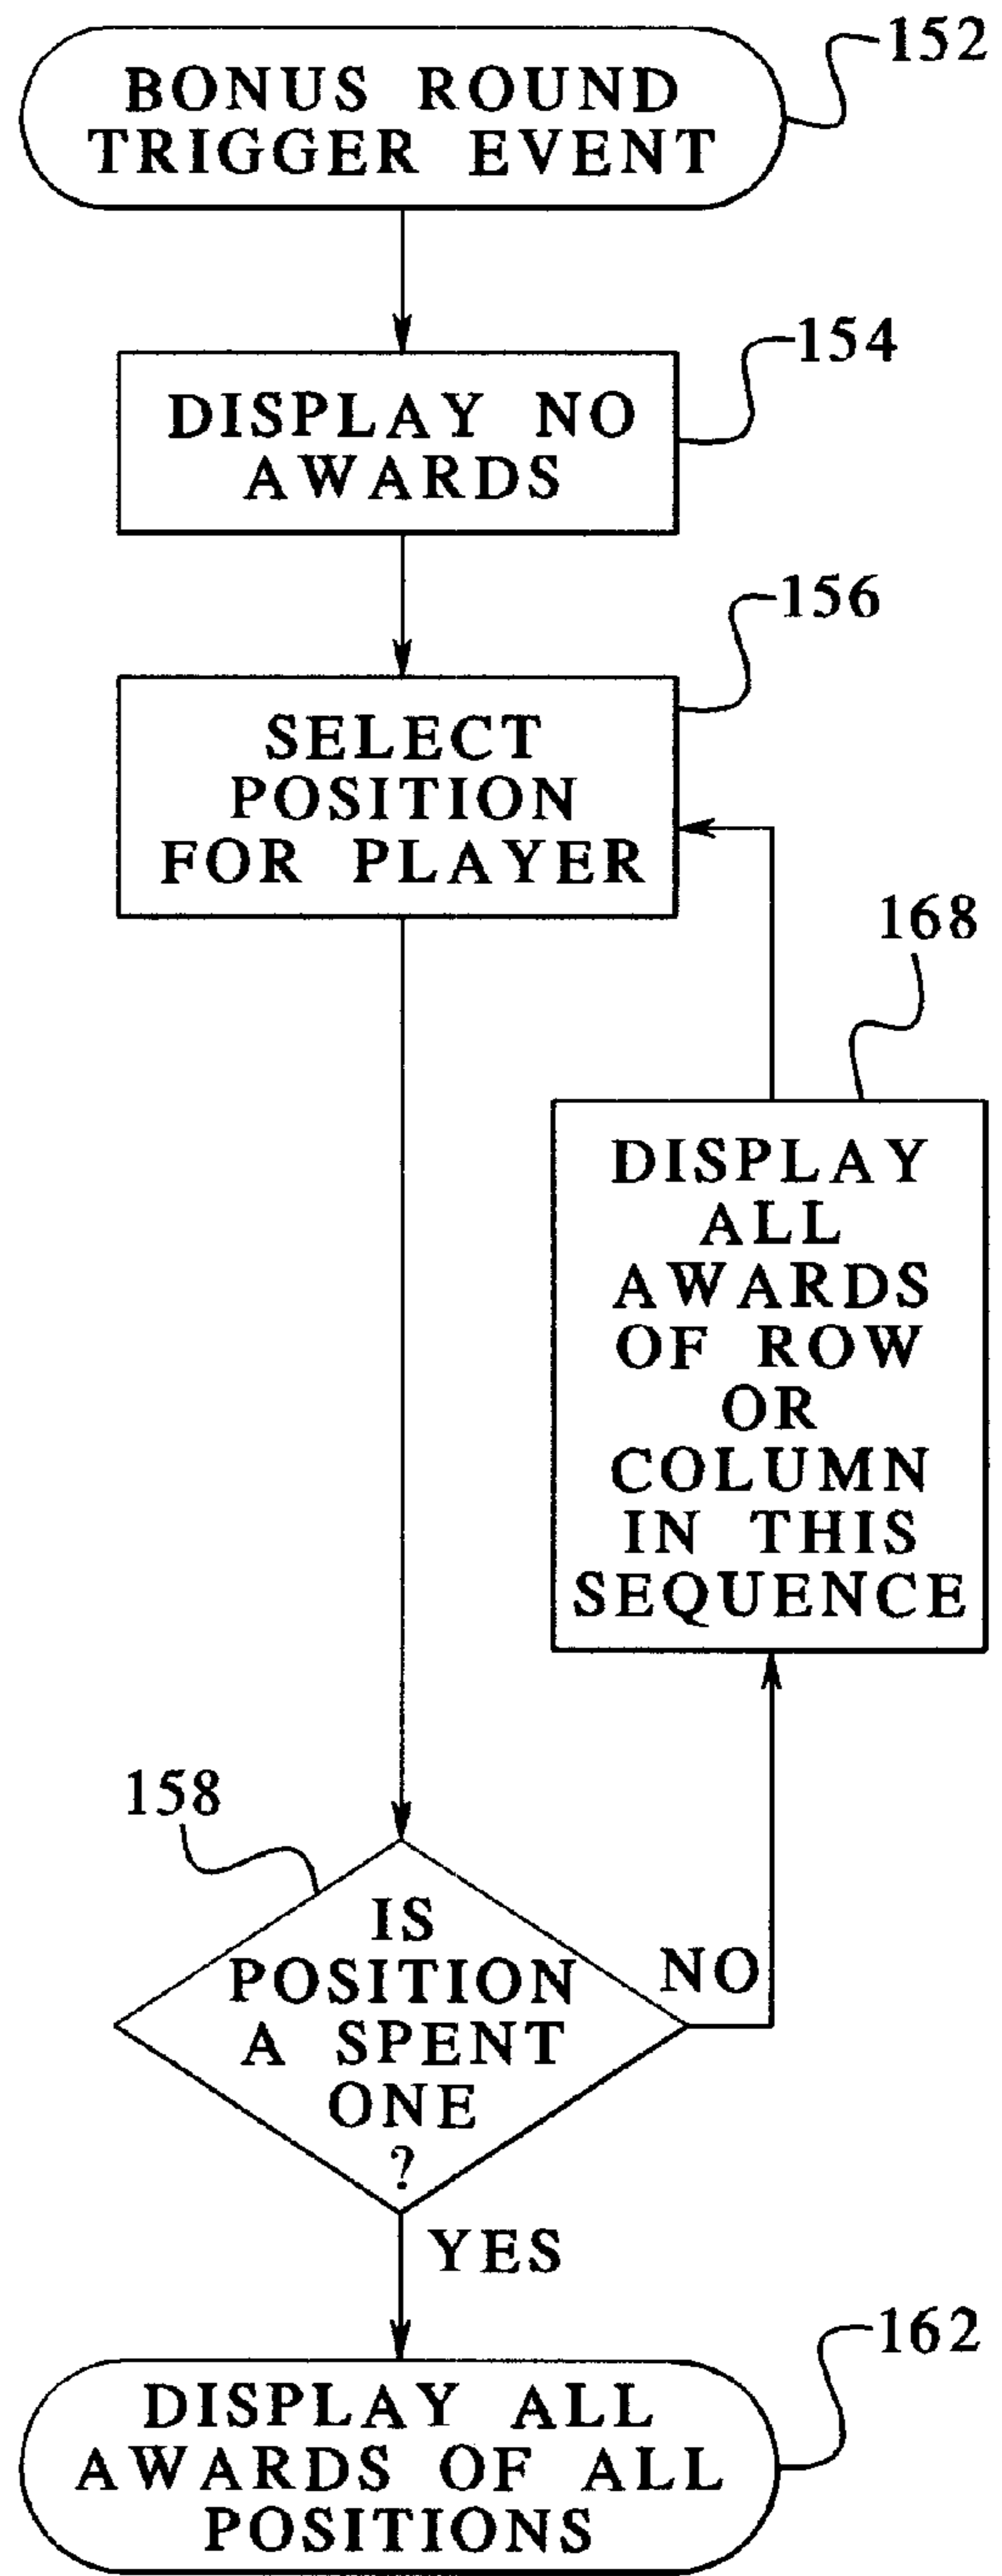 BONUS ROUND
TRIGGER EVENT
152
DISPLAY NO
AWARDS
154
SELECT
POSITION
FOR PLAYER
156
DISPLAY
ALL
AWARDS
OF ROW
OR
COLUMN
IN THIS
SEQUENCE
168
IS
POSITION
A SPENT
ONE
?
158
NO
YES
DISPLAY ALL
AWARDS OF ALL
POSITIONS
162